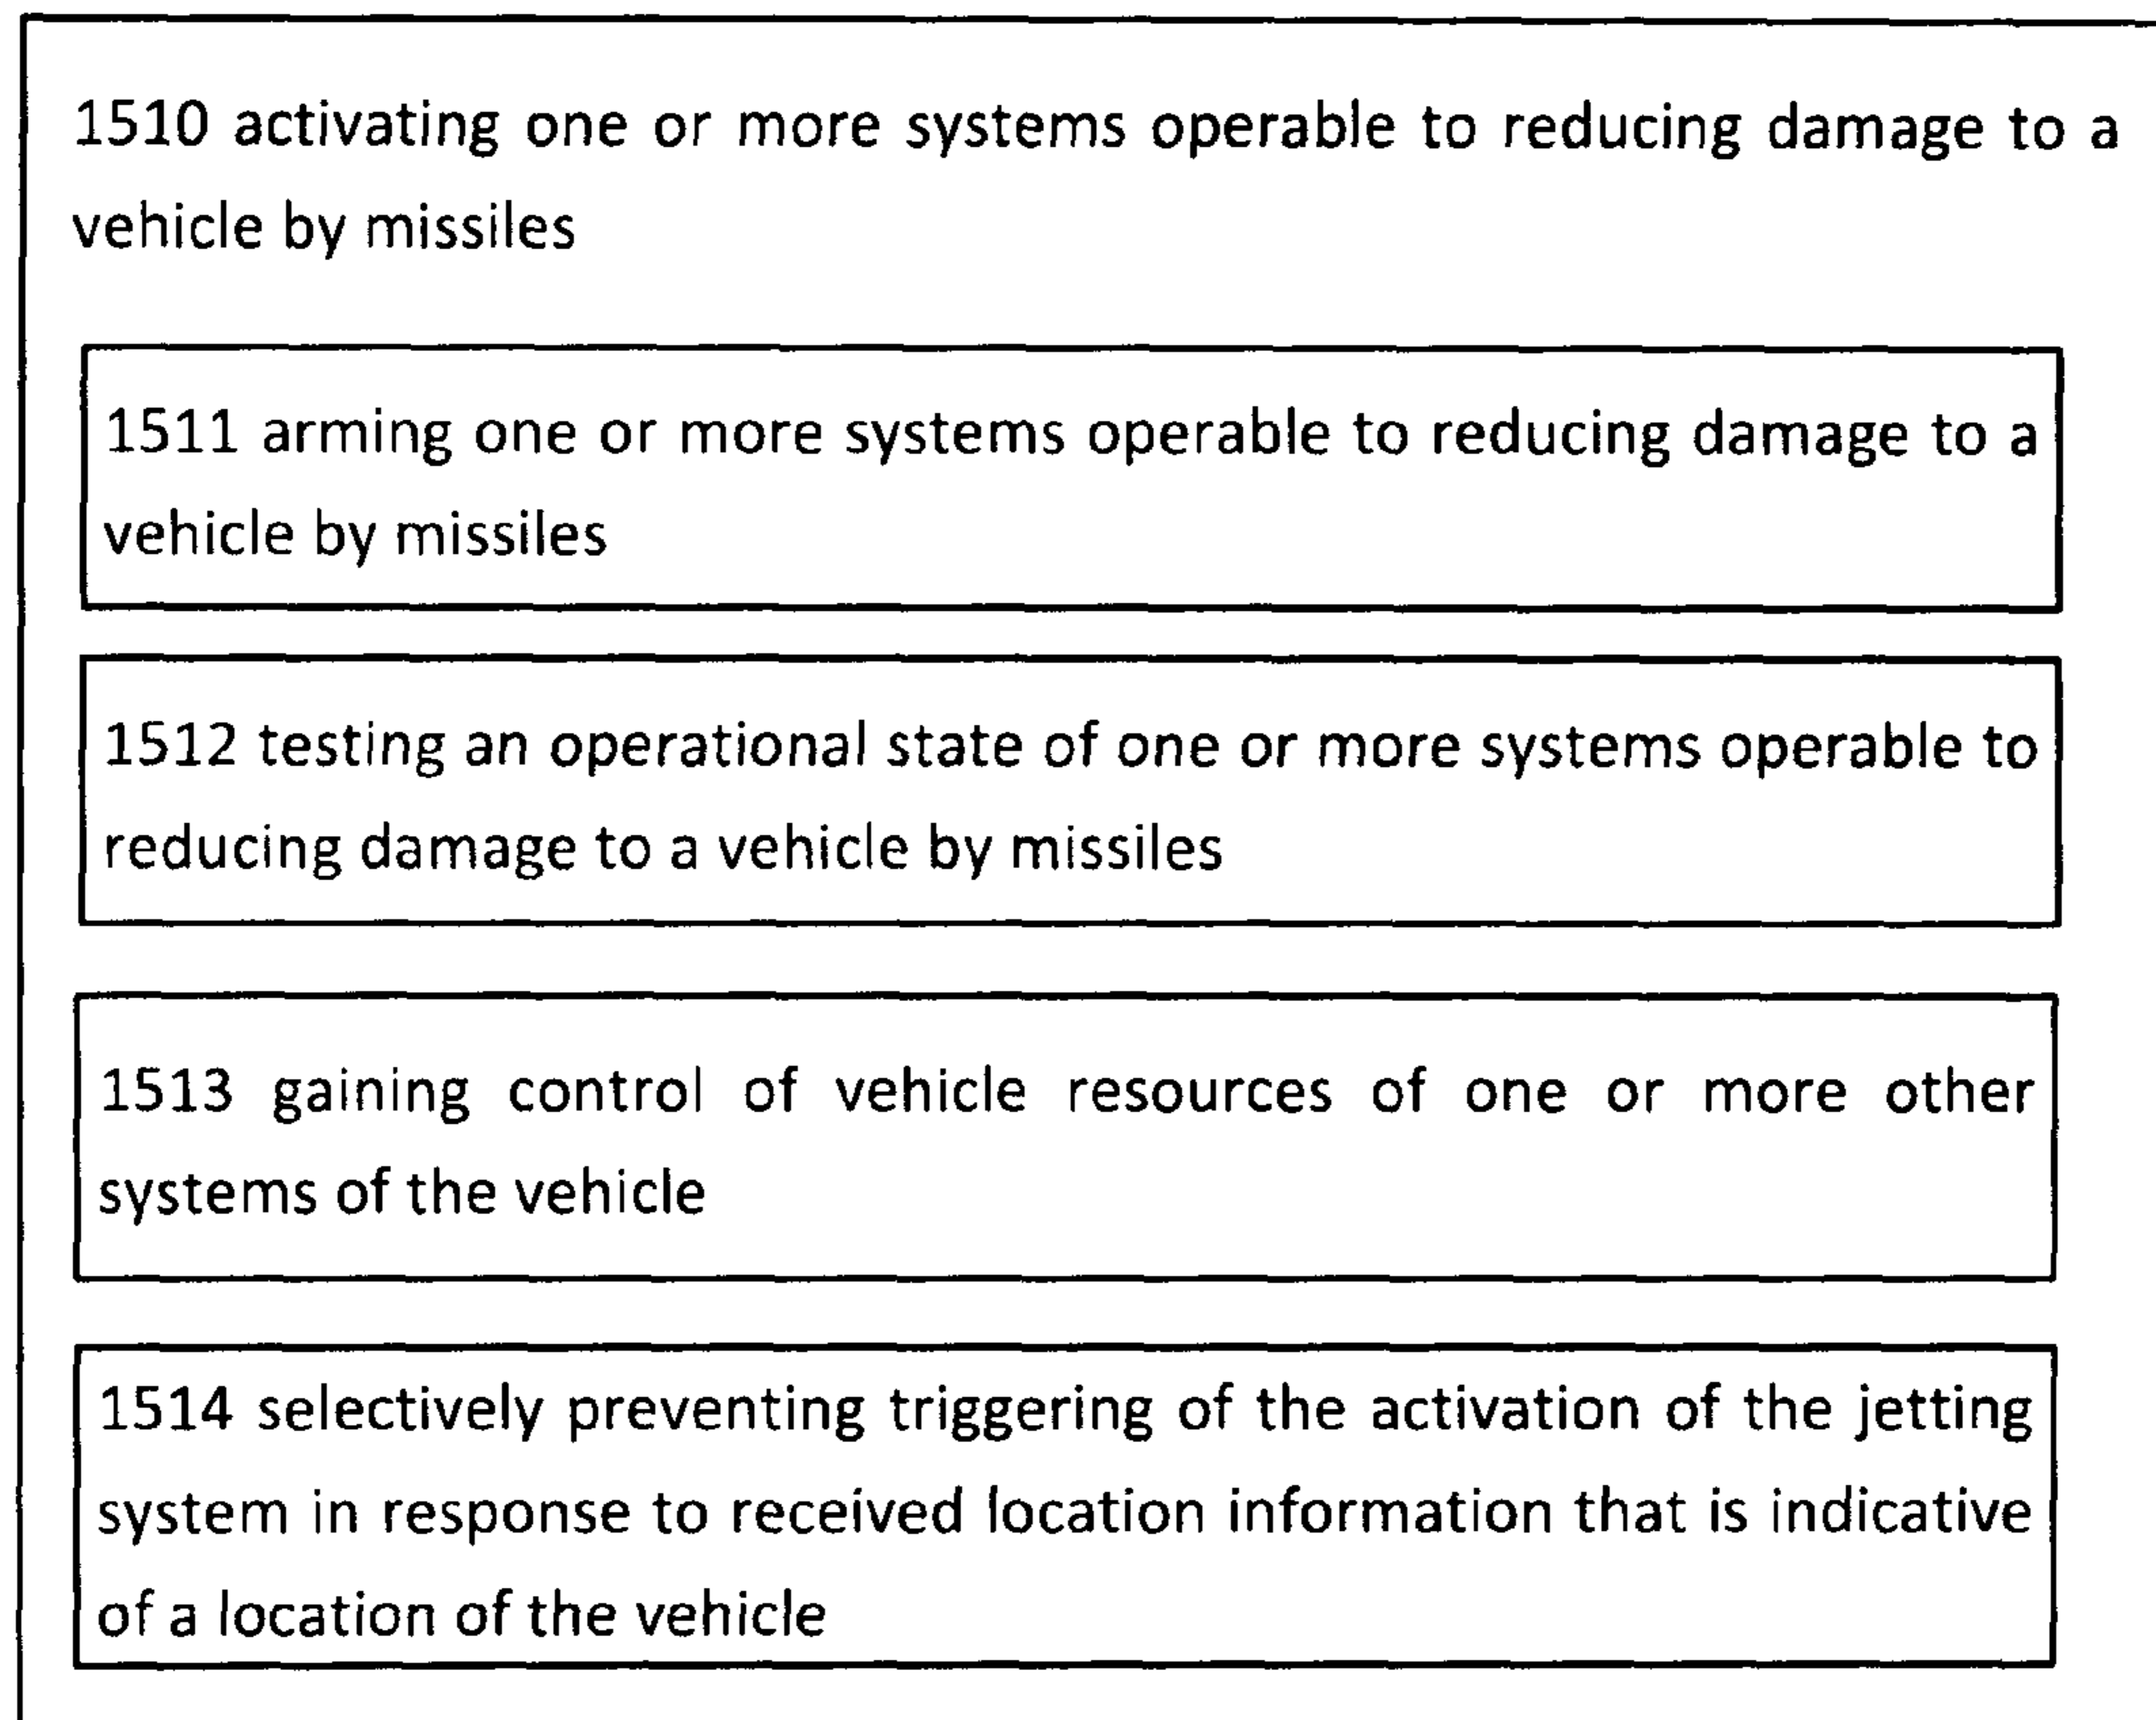 1510 activating one or more systems operable to reducing damage to a
vehicle by missiles
1511 arming one or more systems operable to reducing damage to a
vehicle by missiles
1512 testing an operational state of one or more systems operable to
reducing damage to a vehicle by missiles
1513 gaining control of vehicle resources of one or more other
systems of the vehicle
1514 selectively preventing triggering of the activation of the jetting
system in response to received location information that is indicative
of a location of the vehicle